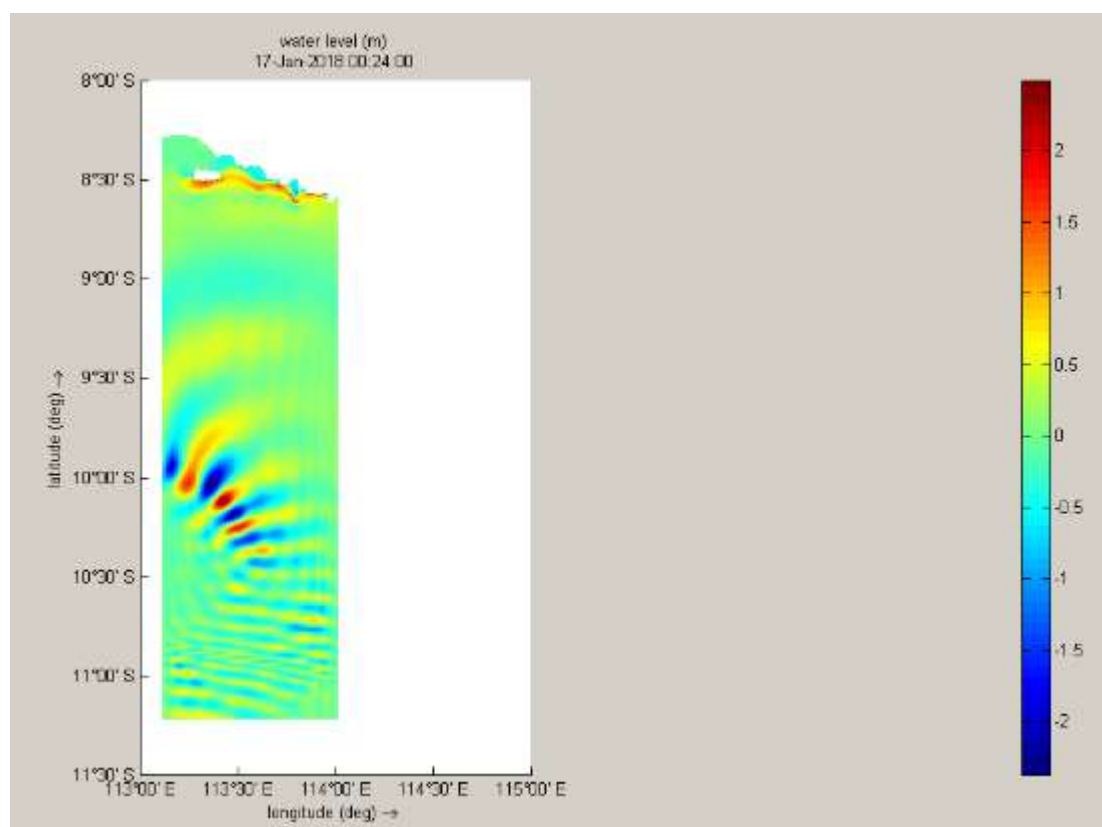 water level (m)
17-Jan-2018 00:24:00
8°00' S
8°30' S
9°00' S
9°30' S
10°00' S
10°30' S
11°00' S
11°30' S
latitude (deg) →
113°00' E 113°30' E 114°00' E 114°30' E 115°00' E
longitude (deg) →
2
1.5
1
0.5
0
-0.5
-1
-1.5
-2